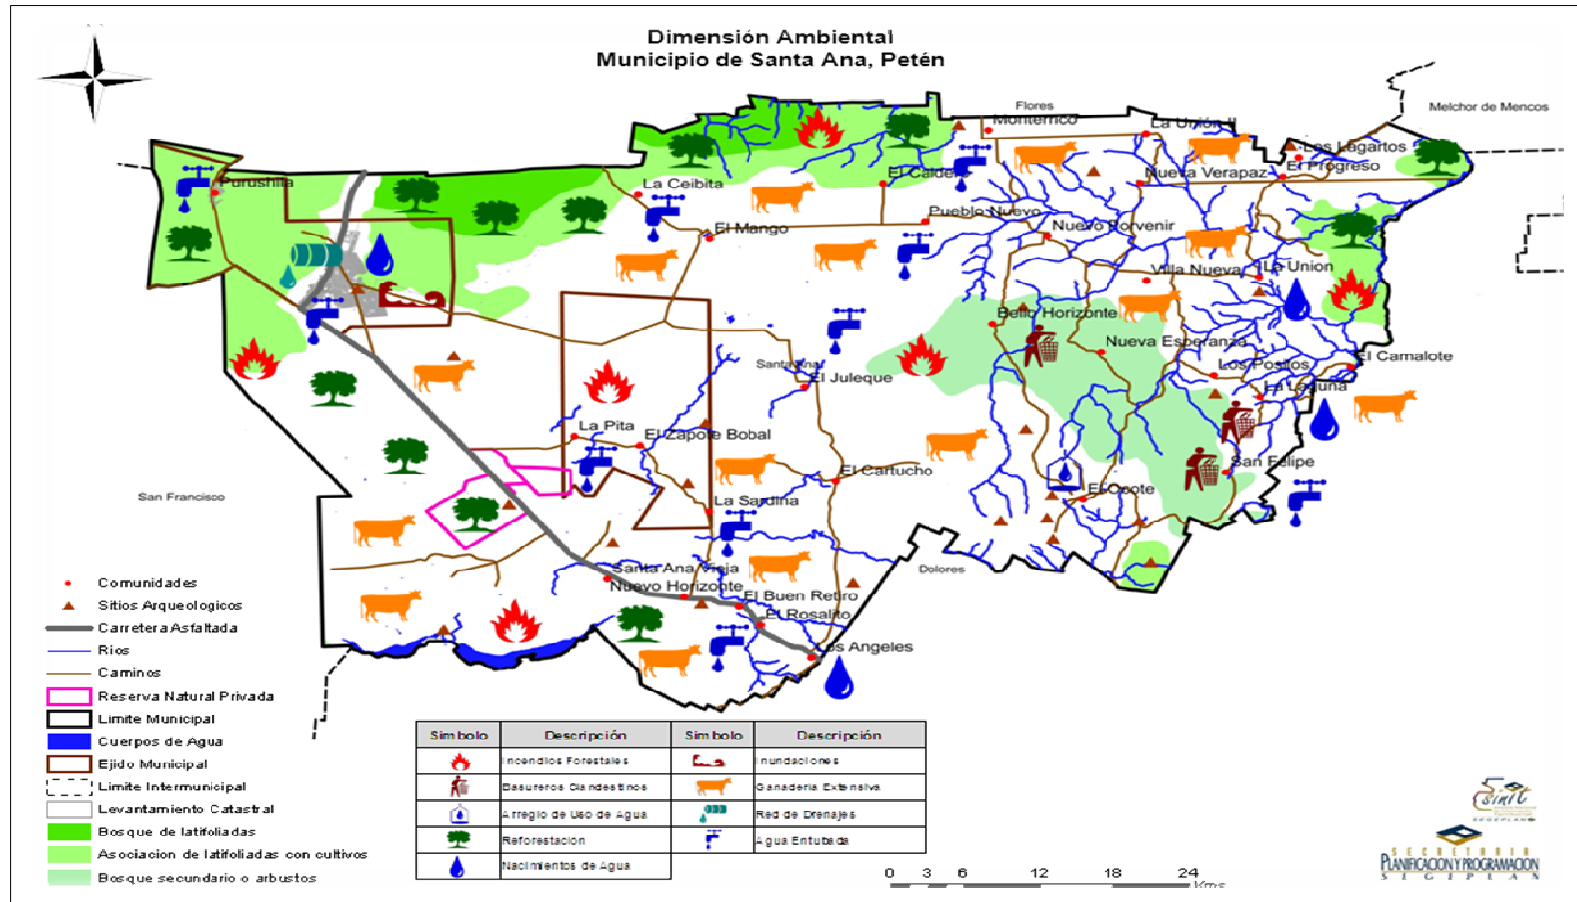 Dimensión Ambiental
Municipio de Santa Ana, Petén
Flores
Melchor de Mencos
Monterrico
La Unión II
Los Lagartos
El Progreso
Purushila
La Ceibita
El Caldero
Nueva Verapaz
Pueblo Nuevo
El Mango
Nuevo Porvenir
Villa Nueva
La Union
Bello Horizonte
Nueva Esperanza
El Camalote
Santa Ana
El Juleque
Los Positos
La Laguna
La Pita
El Zapote Bobal
El Cartucho
San Felipe
San Francisco
La Sardina
El Ocote
Dolores
Santa Ana Vieja
Nuevo Horizonte
El Buen Retiro
El Rosalito
Los Angeles
Comunidades
Sitios Arqueologicos
Carretera Asfaltada
Rios
Caminos
Reserva Natural Privada
Limite Municipal
Cuerpos de Agua
Ejido Municipal
Limite Intermunicipal
Levantamiento Catastral
Bosque de latifoliadas
Asociacion de latifoliadas con cultivos
Bosque secundario o arbustos
Simbolo Descripción Simbolo Descripción
Incendios Forestales Inundaciones
Basureros Clandestinos Ganaderia Extensiva
Arreglo de Uso de Agua Red de Drenajes
Reforestacion Agua Entubada
Nacimientos de Agua
0 3 6 12 18 24
Kms
sinit
SEGEPLAN
SECRETARIA
PLANIFICACION Y PROGRAMACION
SEGEPLAN